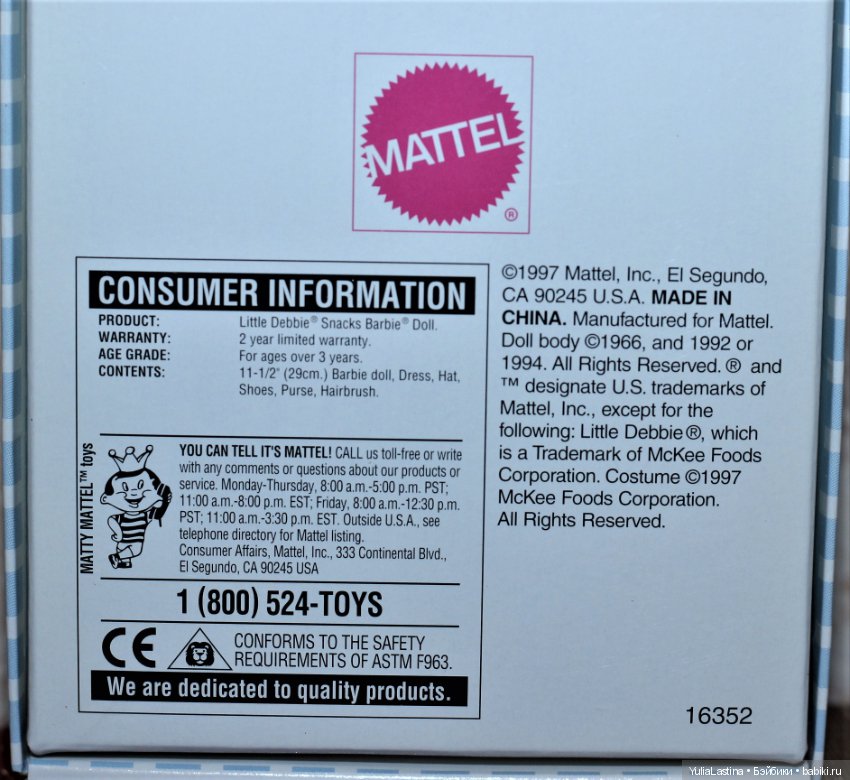 MATTEL
®
CONSUMER INFORMATION
PRODUCT: Little Debbie® Snacks Barbie® Doll.
WARRANTY: 2 year limited warranty.
AGE GRADE: For ages over 3 years.
CONTENTS: 11-1/2" (29cm.) Barbie doll, Dress, Hat,
Shoes, Purse, Hairbrush.
MATTY MATTEL™ toys
YOU CAN TELL IT'S MATTEL! CALL us toll-free or write
with any comments or questions about our products or
service. Monday-Thursday, 8:00 a.m.-5:00 p.m. PST;
11:00 a.m.-8:00 p.m. EST; Friday, 8:00 a.m.-12:30 p.m.
PST; 11:00 a.m.-3:30 p.m. EST. Outside U.S.A., see
telephone directory for Mattel listing.
Consumer Affairs, Mattel, Inc., 333 Continental Blvd.,
El Segundo, CA 90245 USA
1 (800) 524-TOYS
CE
CONFORMS TO THE SAFETY
REQUIREMENTS OF ASTM F963.
We are dedicated to quality products.
©1997 Mattel, Inc., El Segundo,
CA 90245 U.S.A. MADE IN
CHINA. Manufactured for Mattel.
Doll body ©1966, and 1992 or
1994. All Rights Reserved. ® and
™ designate U.S. trademarks of
Mattel, Inc., except for the
following: Little Debbie®, which
is a Trademark of McKee Foods
Corporation. Costume ©1997
McKee Foods Corporation.
All Rights Reserved.
16352
YuliaLastina • Бэйбики • babiki.ru